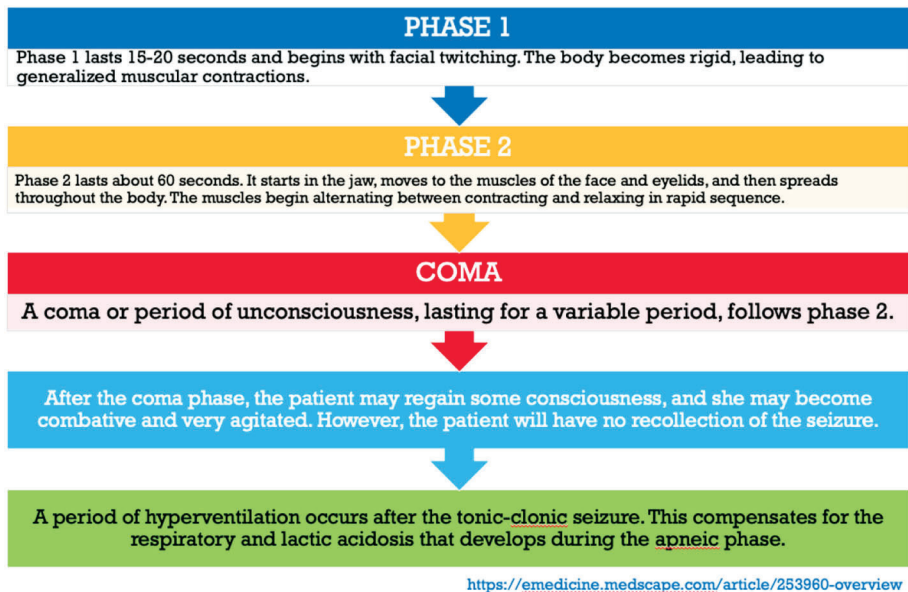 PHASE 1
Phase 1 lasts 15-20 seconds and begins with facial twitching. The body becomes rigid, leading to
generalized muscular contractions.
PHASE 2
Phase 2 lasts about 60 seconds. It starts in the jaw, moves to the muscles of the face and eyelids, and then spreads
throughout the body. The muscles begin alternating between contracting and relaxing in rapid sequence.
COMA
A coma or period of unconsciousness, lasting for a variable period, follows phase 2.
After the coma phase, the patient may regain some consciousness, and she may become
combative and very agitated. However, the patient will have no recollection of the seizure.
A period of hyperventilation occurs after the tonic-clonic seizure. This compensates for the
respiratory and lactic acidosis that develops during the apneic phase.
https://emedicine.medscape.com/article/253960-overview